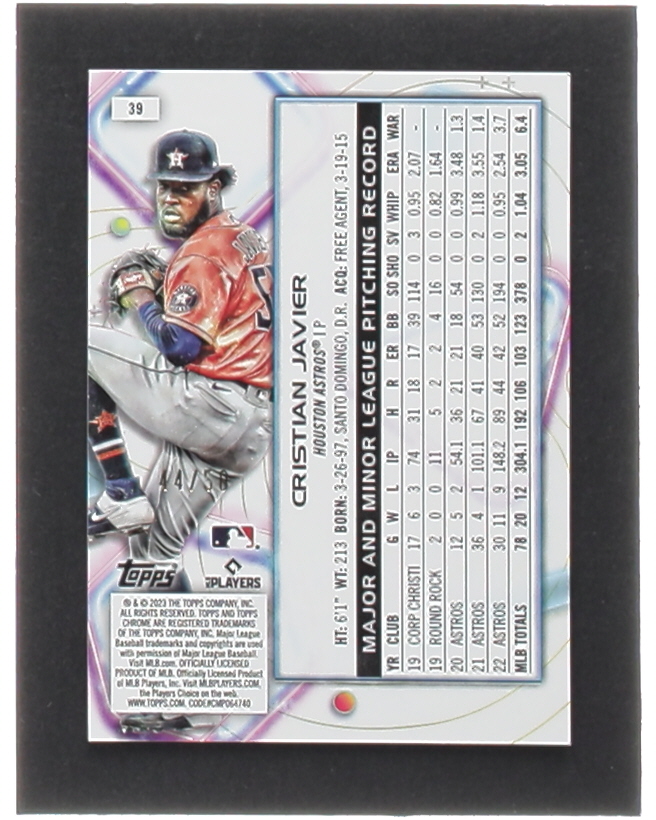 39
44/50
TOPPS
MLB PLAYERS
® & © 2023 THE TOPPS COMPANY, INC.
ALL RIGHTS RESERVED. TOPPS AND TOPPS
CHROME ARE REGISTERED TRADEMARKS
OF THE TOPPS COMPANY, INC. Major League
Baseball trademarks and copyrights are used
with permission of Major League Baseball.
Visit MLB.com. OFFICIALLY LICENSED
PRODUCT OF MLB. Officially Licensed Product
of MLB Players, Inc. Visit MLBPLAYERS.COM,
the Players Choice on the web.
WWW.TOPPS.COM, CODE#CMP064740
CRISTIAN JAVIER
HOUSTON ASTROS® | P
HT: 6'1" WT: 213 BORN: 3-26-97, SANTO DOMINGO, D.R. ACQ: FREE AGENT, 3-19-15
MAJOR AND MINOR LEAGUE PITCHING RECORD
YR CLUB G W L IP H R ER BB SO SHO SV WHIP ERA WAR
19 CORP CHRISTI 17 6 3 74 31 18 17 39 114 0 3 0.95 2.07 -
19 ROUND ROCK 2 0 0 11 5 2 2 4 16 0 0 0.82 1.64 -
20 ASTROS 12 5 2 54.1 36 21 21 18 54 0 0 0.99 3.48 1.3
21 ASTROS 36 4 1 101.1 67 41 40 53 130 0 2 1.18 3.55 1.4
22 ASTROS 30 11 9 148.2 89 44 42 52 194 0 0 0.95 2.54 3.7
MLB TOTALS 78 20 12 304.1 192 106 103 123 378 0 2 1.04 3.05 6.4